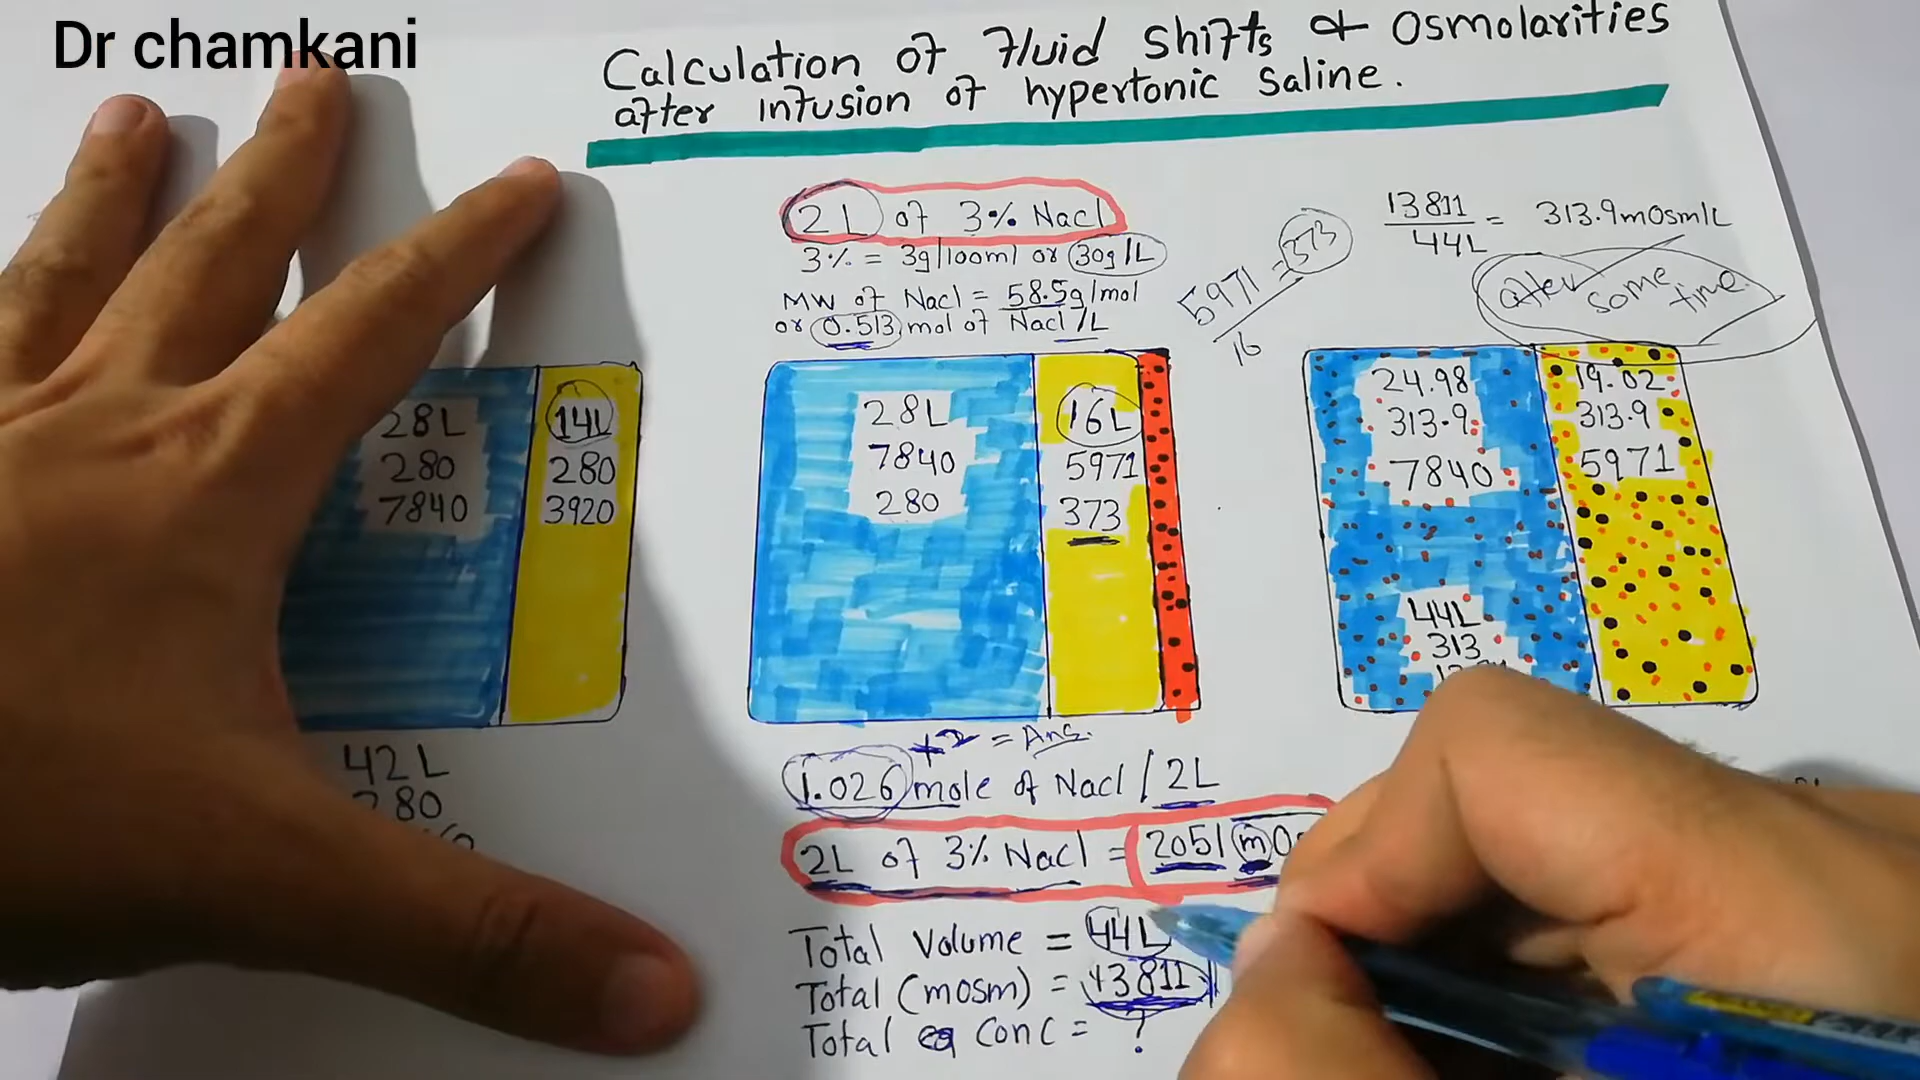 Dr chamkani
Calculation of Fluid Shifts & Osmolarities
after infusion of hypertonic Saline.
2L of 3% Nacl
3% = 3g/100ml or 30g/L
MW of Nacl = 58.5g/mol
or 0.513 mol of Nacl/L
5971/16 = 373
13811/44L = 313.9mOsm/L
after some time
28L
280
7840
14L
280
3920
42L
280
28L
7840
280
16L
5971
373
24.98
313.9
7840
19.02
313.9
5971
44L
313
+2 = Ans.
1.026 mole of Nacl / 2L
2L of 3% Nacl = 2051 mO
Total Volume = 44L
Total (mosm) = 13811
Total Conc = ?